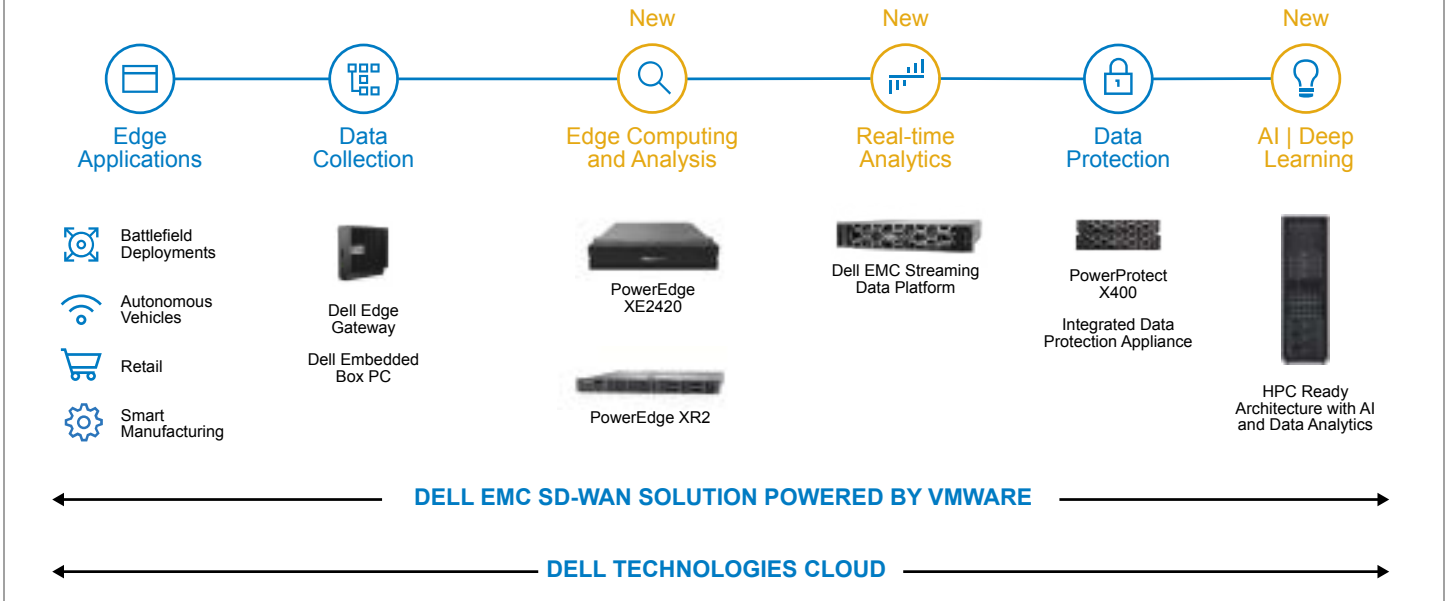 New
New
New
Edge
Applications
Data
Collection
Edge Computing
and Analysis
Real-time
Analytics
Data
Protection
AI | Deep
Learning
Battlefield
Deployments
Autonomous
Vehicles
Retail
Smart
Manufacturing
Dell Edge
Gateway
Dell Embedded
Box PC
PowerEdge
XE2420
PowerEdge XR2
Dell EMC Streaming
Data Platform
PowerProtect
X400
Integrated Data
Protection Appliance
HPC Ready
Architecture with AI
and Data Analytics
DELL EMC SD-WAN SOLUTION POWERED BY VMWARE
DELL TECHNOLOGIES CLOUD